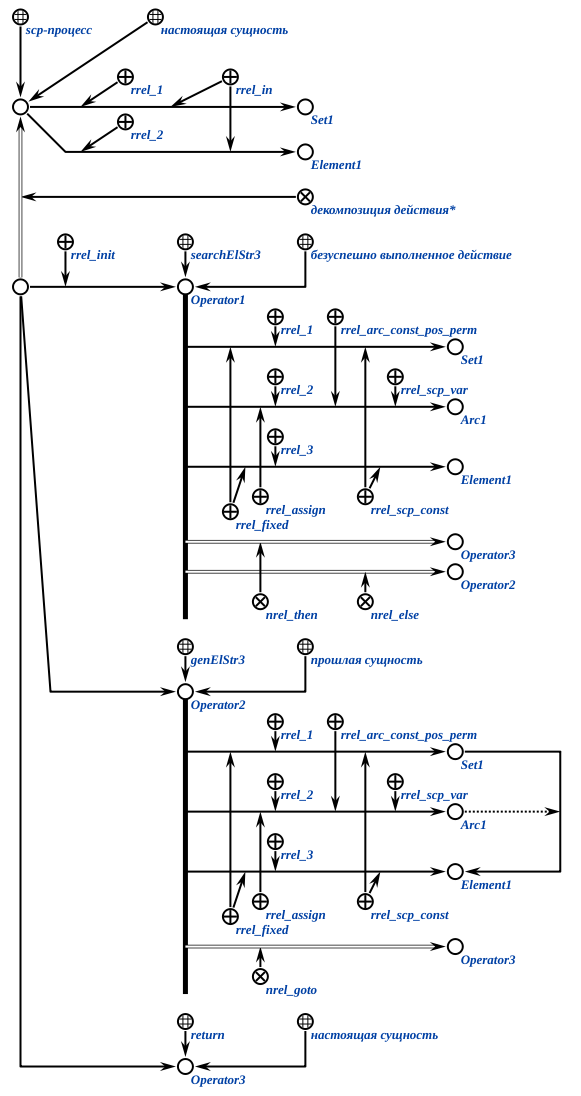 scp-процесс
настоящая сущность
rrel_1
rrel_in
Set1
rrel_2
Element1
декомпозиция действия*
rrel_init
searchElStr3
безуспешно выполненное действие
Operator1
rrel_1
rrel_arc_const_pos_perm
Set1
rrel_2
rrel_scp_var
Arc1
rrel_3
Element1
rrel_assign
rrel_scp_const
rrel_fixed
Operator3
Operator2
nrel_then
nrel_else
genElStr3
прошлая сущность
Operator2
rrel_1
rrel_arc_const_pos_perm
Set1
rrel_2
rrel_scp_var
Arc1
rrel_3
Element1
rrel_assign
rrel_scp_const
rrel_fixed
Operator3
nrel_goto
return
настоящая сущность
Operator3